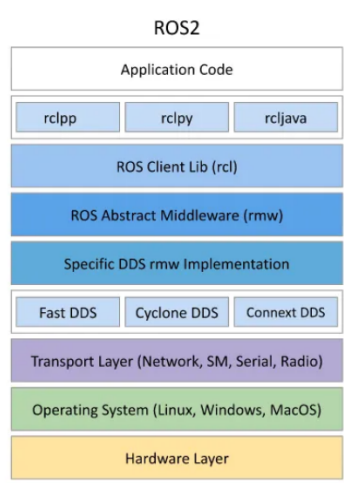 ROS2
Application Code
rclpp rclpy rcljava
ROS Client Lib (rcl)
ROS Abstract Middleware (rmw)
Specific DDS rmw Implementation
Fast DDS Cyclone DDS Connext DDS
Transport Layer (Network, SM, Serial, Radio)
Operating System (Linux, Windows, MacOS)
Hardware Layer